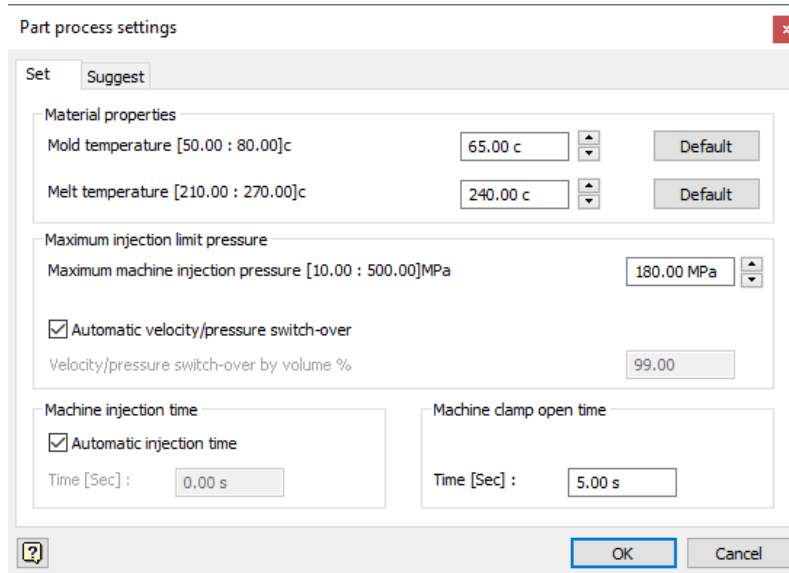 Part process settings
Set Suggest
Material properties
Mold temperature [50.00 : 80.00]c 65.00 c Default
Melt temperature [210.00 : 270.00]c 240.00 c Default
Maximum injection limit pressure
Maximum machine injection pressure [10.00 : 500.00]MPa 180.00 MPa
Automatic velocity/pressure switch-over
Velocity/pressure switch-over by volume % 99.00
Machine injection time Machine clamp open time
Automatic injection time
Time [Sec] : 0.00 s Time [Sec] : 5.00 s
OK Cancel